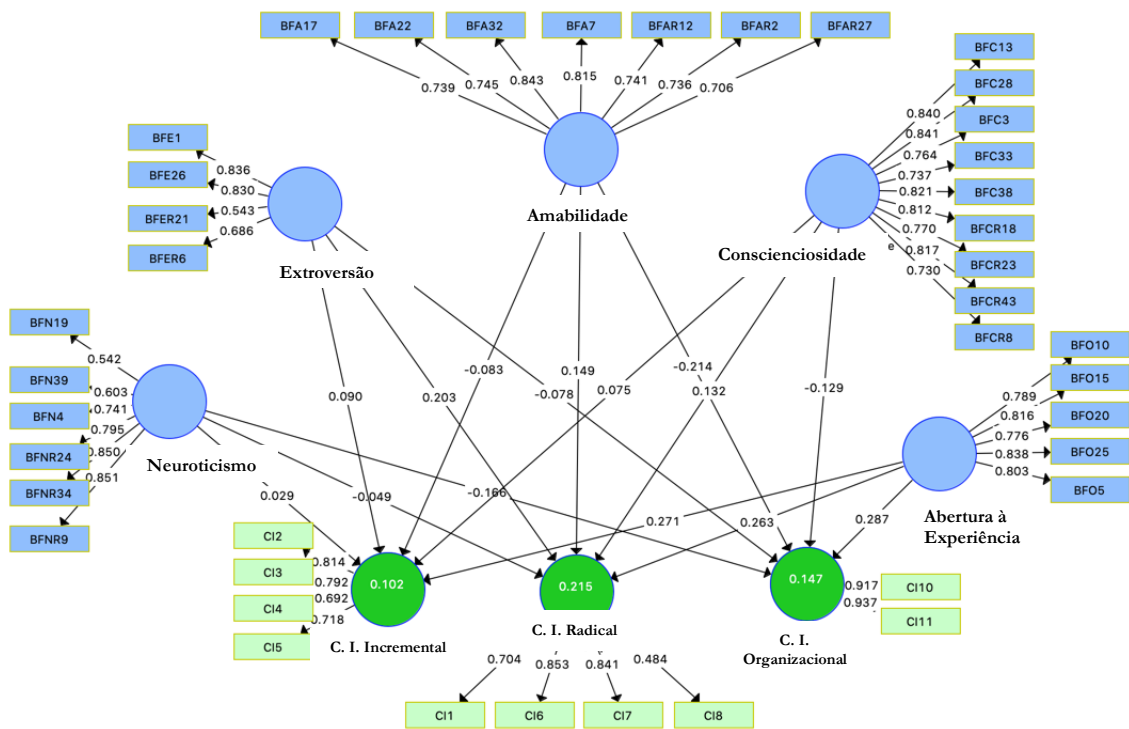 BFA17 BFA22 BFA32 BFA7 BFAR12 BFAR2 BFAR27
0.739 0.745 0.843 0.815 0.741 0.736 0.706
Amabilidade
BFC13
BFC28
BFC3
BFC33
BFC38
BFCR18
BFCR23
BFCR43
BFCR8
0.840
0.841
0.764
0.737
0.821
0.812
0.770
0.817
0.730
e
Conscienciosidade
BFE1
BFE26
BFER21
BFER6
0.836
0.830
0.543
0.686
Extroversão
BFN19
BFN39
BFN4
BFNR24
BFNR34
BFNR9
0.542
0.603
0.741
0.795
0.850
0.851
Neuroticismo
BFO10
BFO15
BFO20
BFO25
BFO5
0.789
0.816
0.776
0.838
0.803
Abertura à
Experiência
0.090 0.203 -0.083 0.149 -0.078 0.075 -0.214 0.132 -0.129
0.029 -0.049 -0.166 0.271 0.263 0.287
CI2
CI3
CI4
CI5
0.814
0.792
0.692
0.718
0.102
C. I. Incremental
0.215
C. I. Radical
0.147
C. I.
Organizacional
0.917
0.937
CI10
CI11
0.704 0.853 0.841 0.484
CI1 CI6 CI7 CI8